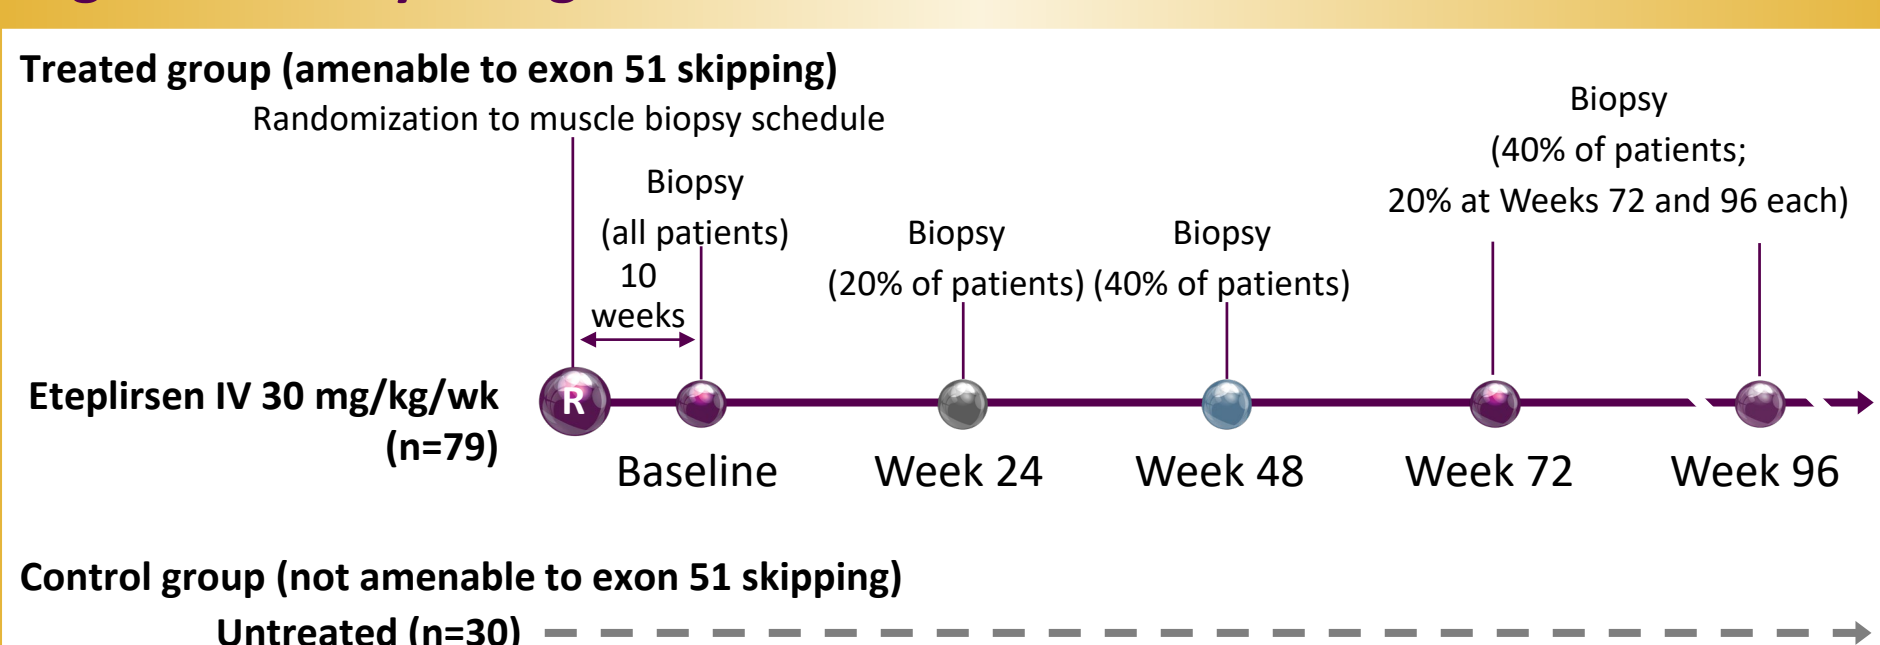 Treated group (amenable to exon 51 skipping)
Randomization to muscle biopsy schedule
Biopsy
(all patients)
10
weeks
Biopsy
(20% of patients)
Biopsy
(40% of patients)
Biopsy
(40% of patients;
20% at Weeks 72 and 96 each)
Eteplirsen IV 30 mg/kg/wk
(n=79)
R
Baseline
Week 24
Week 48
Week 72
Week 96
Control group (not amenable to exon 51 skipping)
Untreated (n=30)